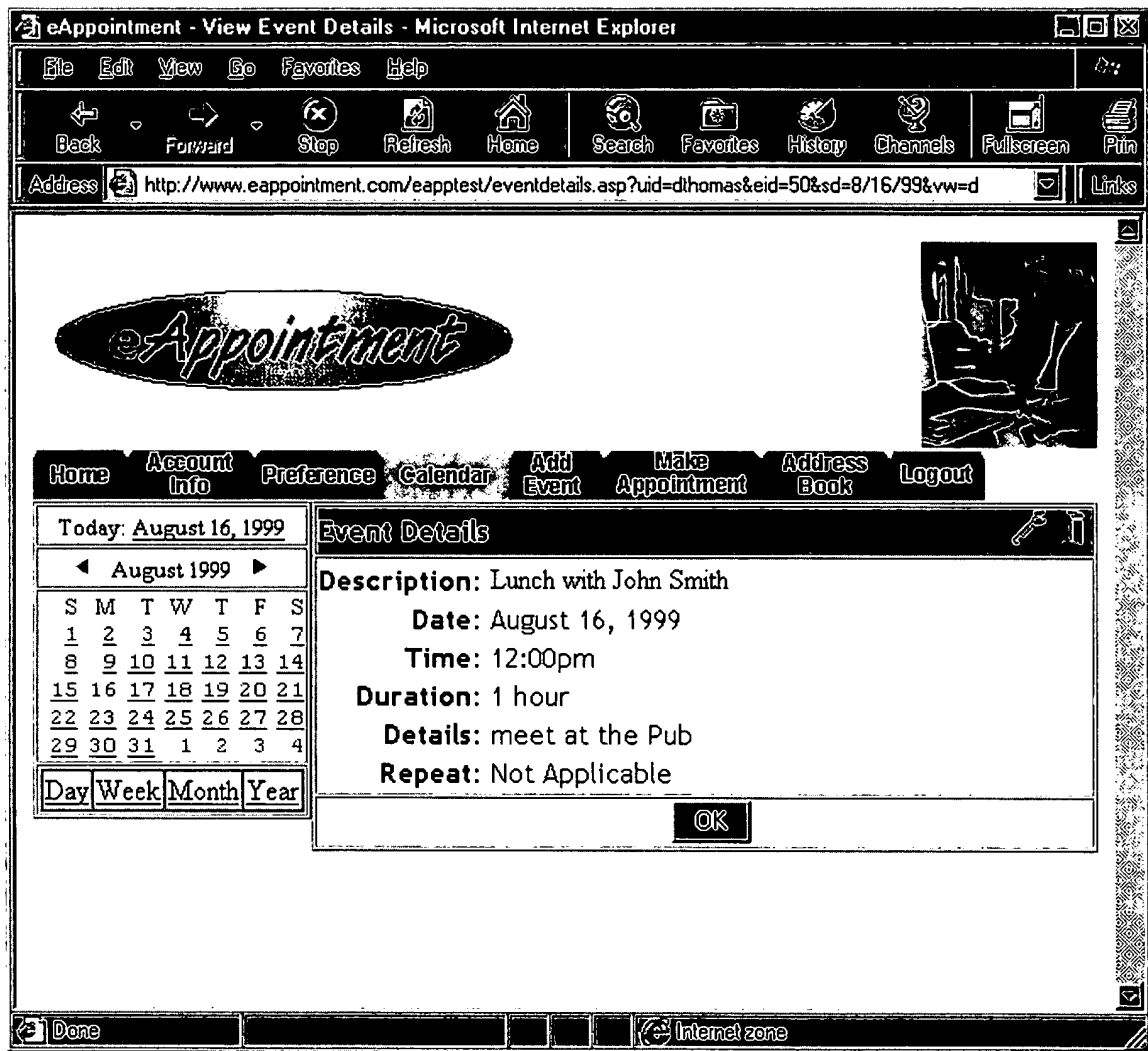 eAppointment - View Event Details - Microsoft Internet Explorer
File Edit View Go Favorites Help
Back Forward Stop Refresh Home Search Favorites History Channels Fullscreen Prin
Address http://www.eappointment.com/eapptest/eventdetails.asp?uid=dthomas&eid=50&sd=8/16/99&vw=d Links
eAppointment
Home Account Info Preference Calendar Add Event Make Appointment Address Book Logout
Today: August 16, 1999
August 1999
S M T W T F S
1 2 3 4 5 6 7
8 9 10 11 12 13 14
15 16 17 18 19 20 21
22 23 24 25 26 27 28
29 30 31 1 2 3 4
Day Week Month Year
Event Details
Description: Lunch with John Smith
Date: August 16, 1999
Time: 12:00pm
Duration: 1 hour
Details: meet at the Pub
Repeat: Not Applicable
OK
Done Internet zone